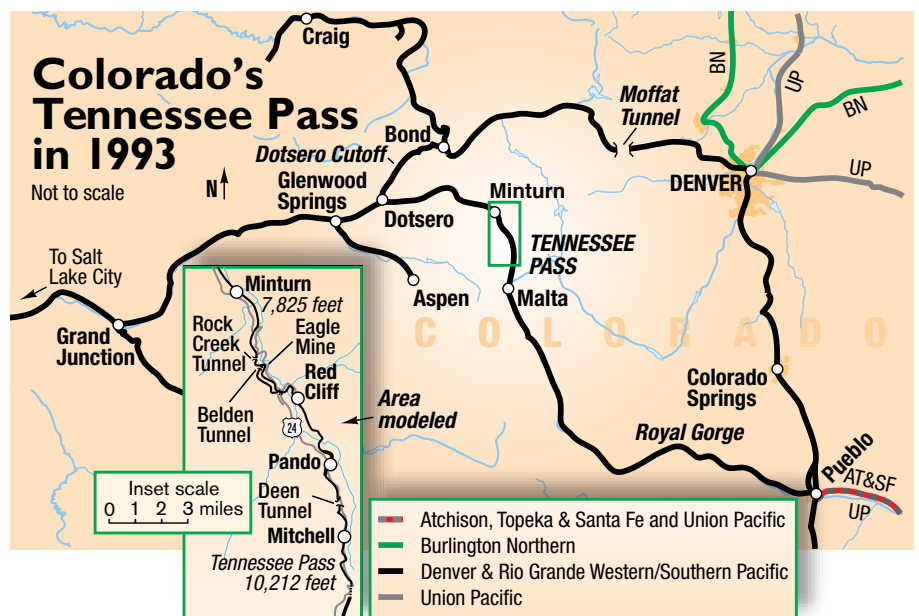 Colorado's
Tennessee Pass
in 1993
Not to scale
N
Craig
Bond
Dotsero Cutoff
Glenwood
Springs
Dotsero
Minturn
Moffat
Tunnel
BN
UP
BN
UP
DENVER
TENNESSEE
PASS
To Salt
Lake City
Grand
Junction
Aspen
Malta
COLORADO
Colorado
Springs
Royal Gorge
Pueblo
AT&SF
UP
Minturn
7,825 feet
Rock
Creek
Tunnel
Eagle
Mine
Red
Cliff
Belden
Tunnel
24
Area
modeled
Pando
Deen
Tunnel
Mitchell
Tennessee Pass
10,212 feet
Inset scale
0 1 2 3 miles
Atchison, Topeka & Santa Fe and Union Pacific
Burlington Northern
Denver & Rio Grande Western/Southern Pacific
Union Pacific